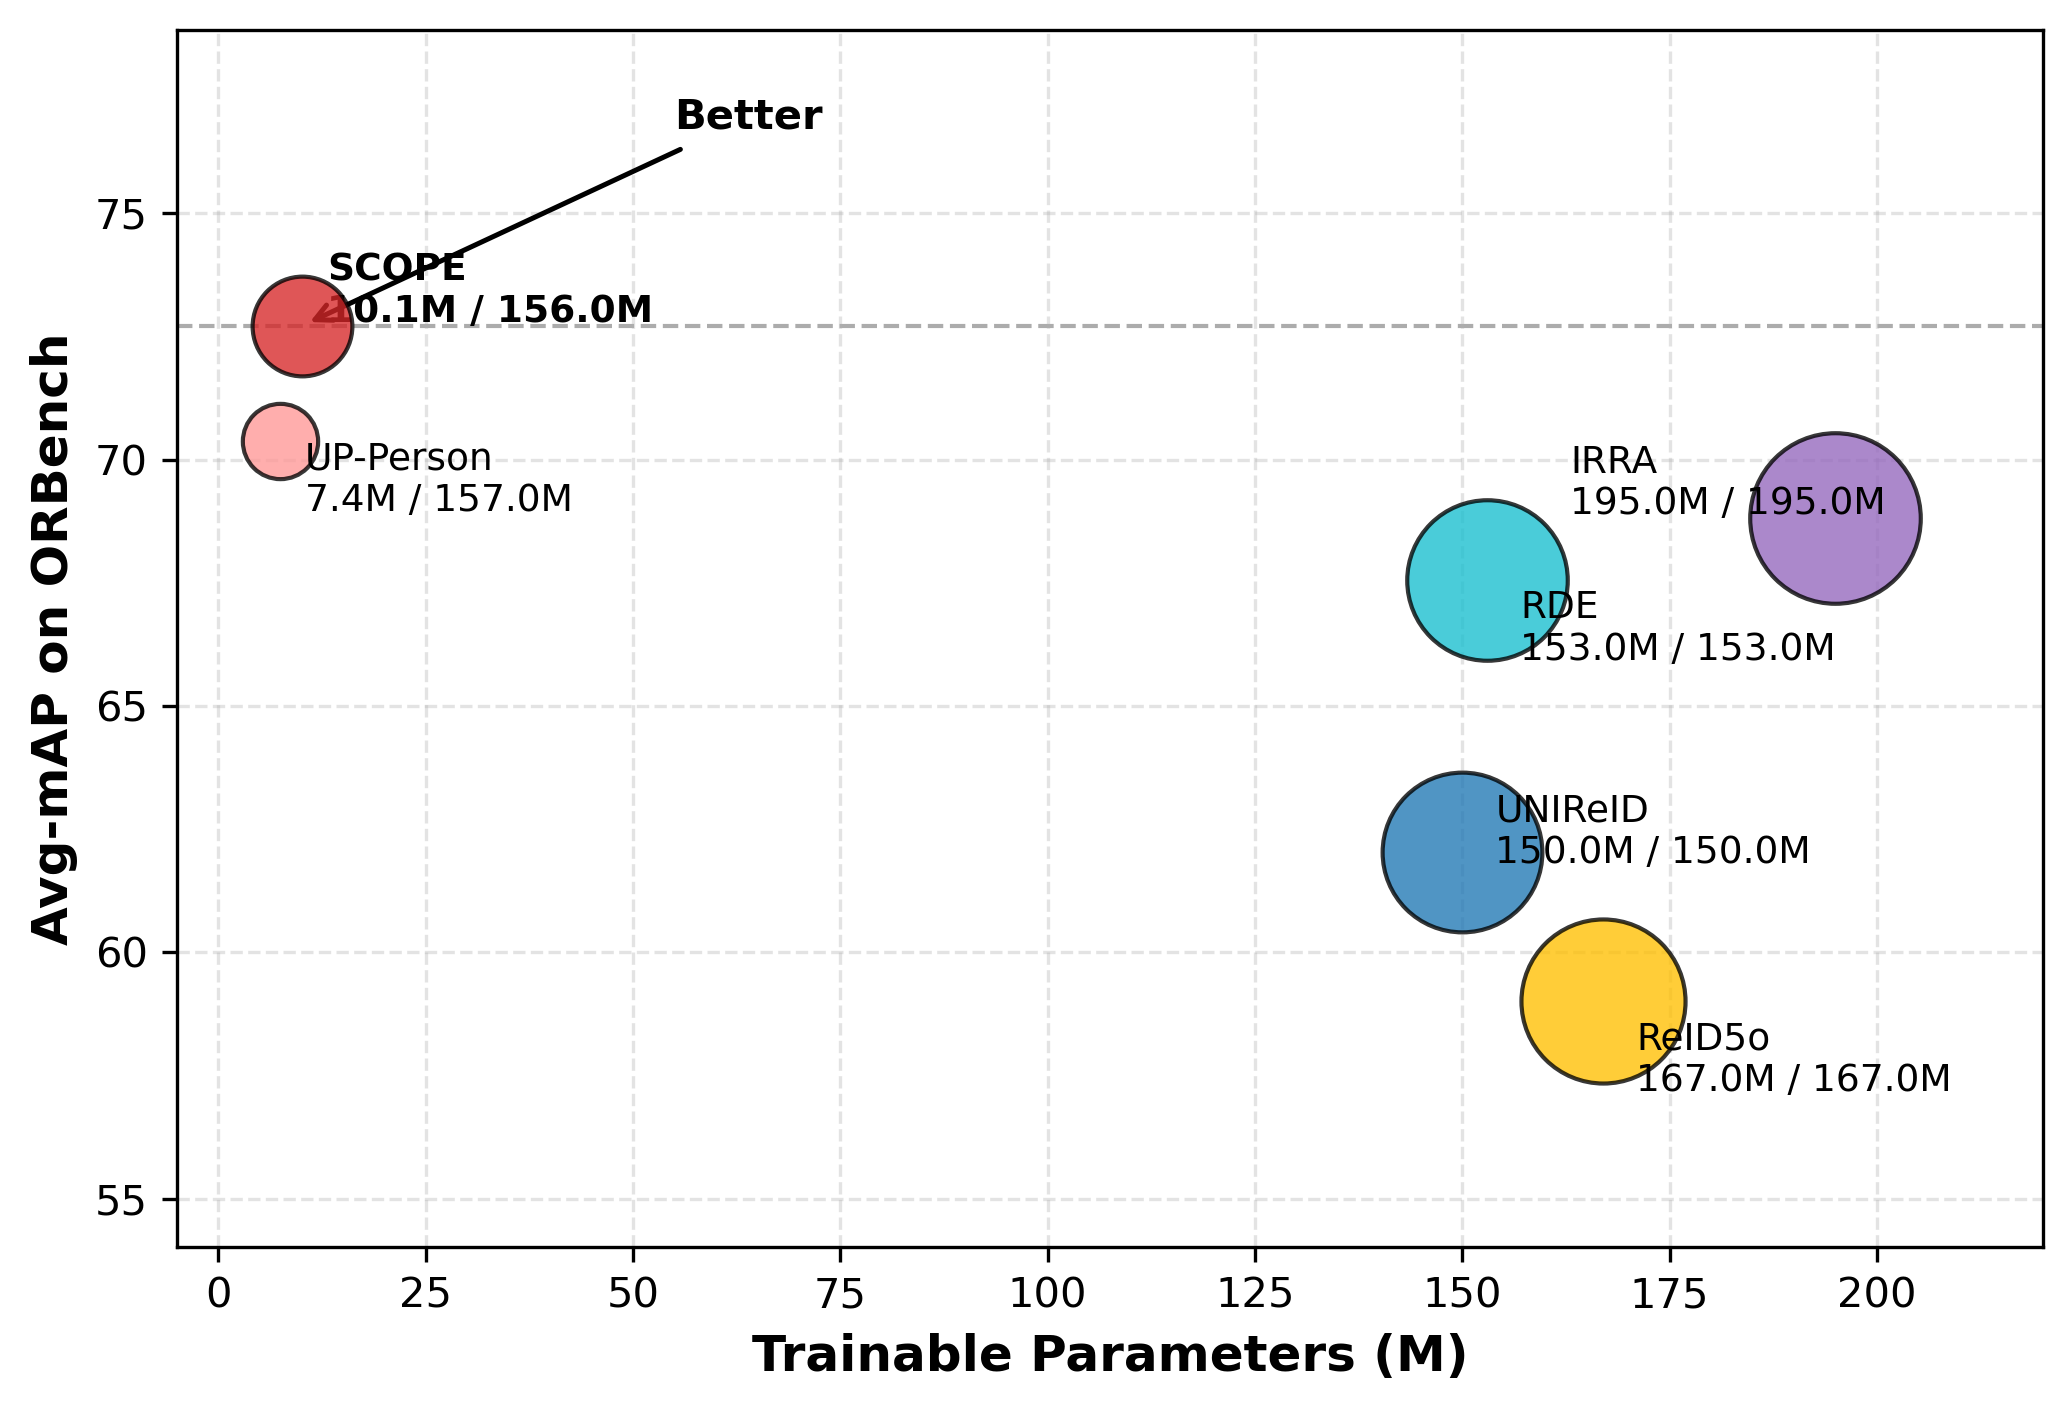 Better
75
SCOPE
10.1M / 156.0M
70
UP-Person
7.4M / 157.0M
IRRA
195.0M / 195.0M
RDE
153.0M / 153.0M
65
UNIReID
150.0M / 150.0M
60
ReID5o
167.0M / 167.0M
55
Avg-mAP on ORBench
0 25 50 75 100 125 150 175 200
Trainable Parameters (M)